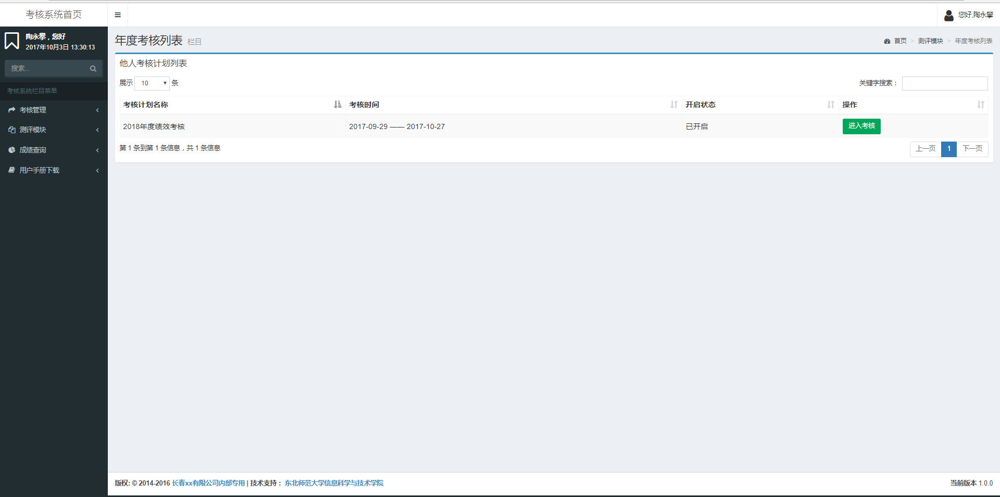 考核系统首页
您好,陶永攀
陶永攀，您好
2017年10月3日 13:30:13
搜索...
考核系统栏目菜单
考核管理
测评模块
成绩查询
用户手册下载
年度考核列表 栏目
首页 > 测评模块 > 年度考核列表
他人考核计划列表
展示 10 条
关键字搜索：
考核计划名称 考核时间 开启状态 操作
2018年度绩效考核 2017-09-29 —— 2017-10-27 已开启 进入考核
第 1 条到第 1 条信息，共 1 条信息
上一页 1 下一页
版权: © 2014-2016 长春xx有限公司内部专用 | 技术支持： 东北师范大学信息科学与技术学院
当前版本 1.0.0